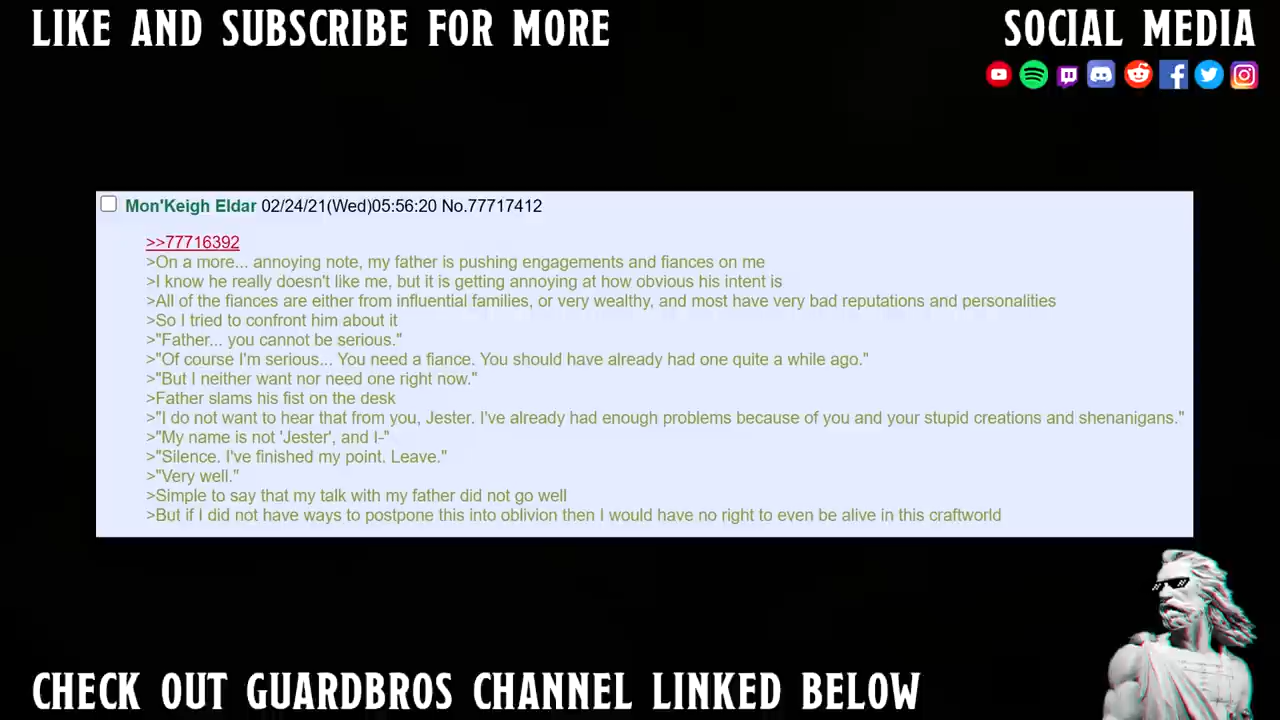 LIKE AND SUBSCRIBE FOR MORE
SOCIAL MEDIA
Mon'Keigh Eldar 02/24/21(Wed)05:56:20 No.77717412
>>77716392
>On a more... annoying note, my father is pushing engagements and fiances on me
>I know he really doesn't like me, but it is getting annoying at how obvious his intent is
>All of the fiances are either from influential families, or very wealthy, and most have very bad reputations and personalities
>So I tried to confront him about it
>"Father... you cannot be serious."
>"Of course I'm serious... You need a fiance. You should have already had one quite a while ago."
>"But I neither want nor need one right now."
>Father slams his fist on the desk
>"I do not want to hear that from you, Jester. I've already had enough problems because of you and your stupid creations and shenanigans."
>"My name is not 'Jester', and I-"
>"Silence. I've finished my point. Leave."
>"Very well."
>Simple to say that my talk with my father did not go well
>But if I did not have ways to postpone this into oblivion then I would have no right to even be alive in this craftworld
CHECK OUT GUARDBROS CHANNEL LINKED BELOW